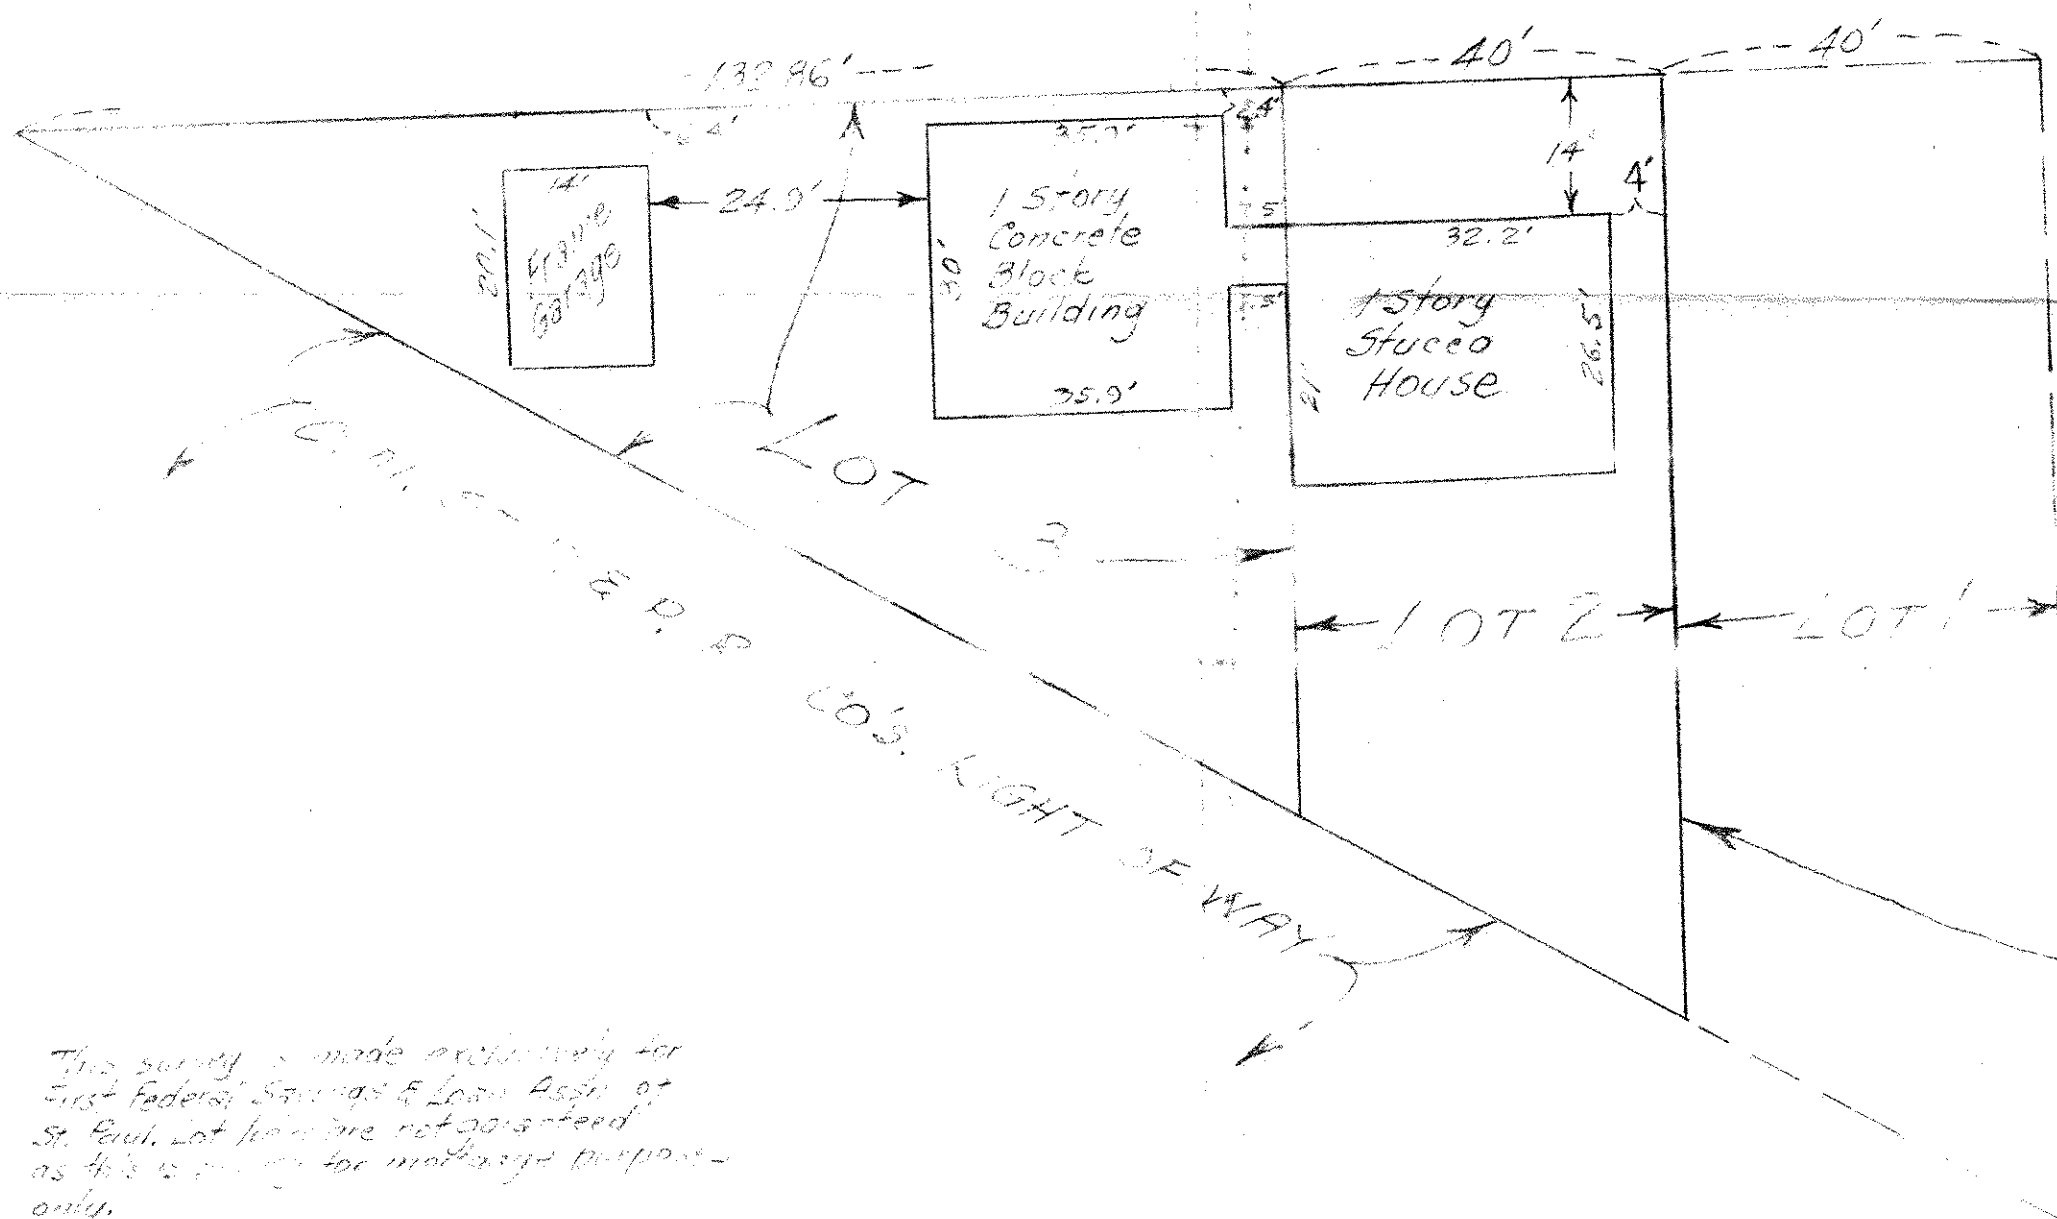 132.86'
40'
40'
6.4'
35.9'
14'
4'
14'
24.9'
20.1'
Frame
Garage
30'
1 Story
Concrete
Block
Building
5'
5'
32.2'
1 Story
Stucco
House
26.5'
21'
35.9'
LOT 3
LOT 2
LOT 1
& P. R. CO'S. RIGHT OF WAY
This survey is made exclusively for
First Federal Savings & Loan Ass'n of
St. Paul. Lot lines are not guaranteed
as this is for mortgage purposes
only.